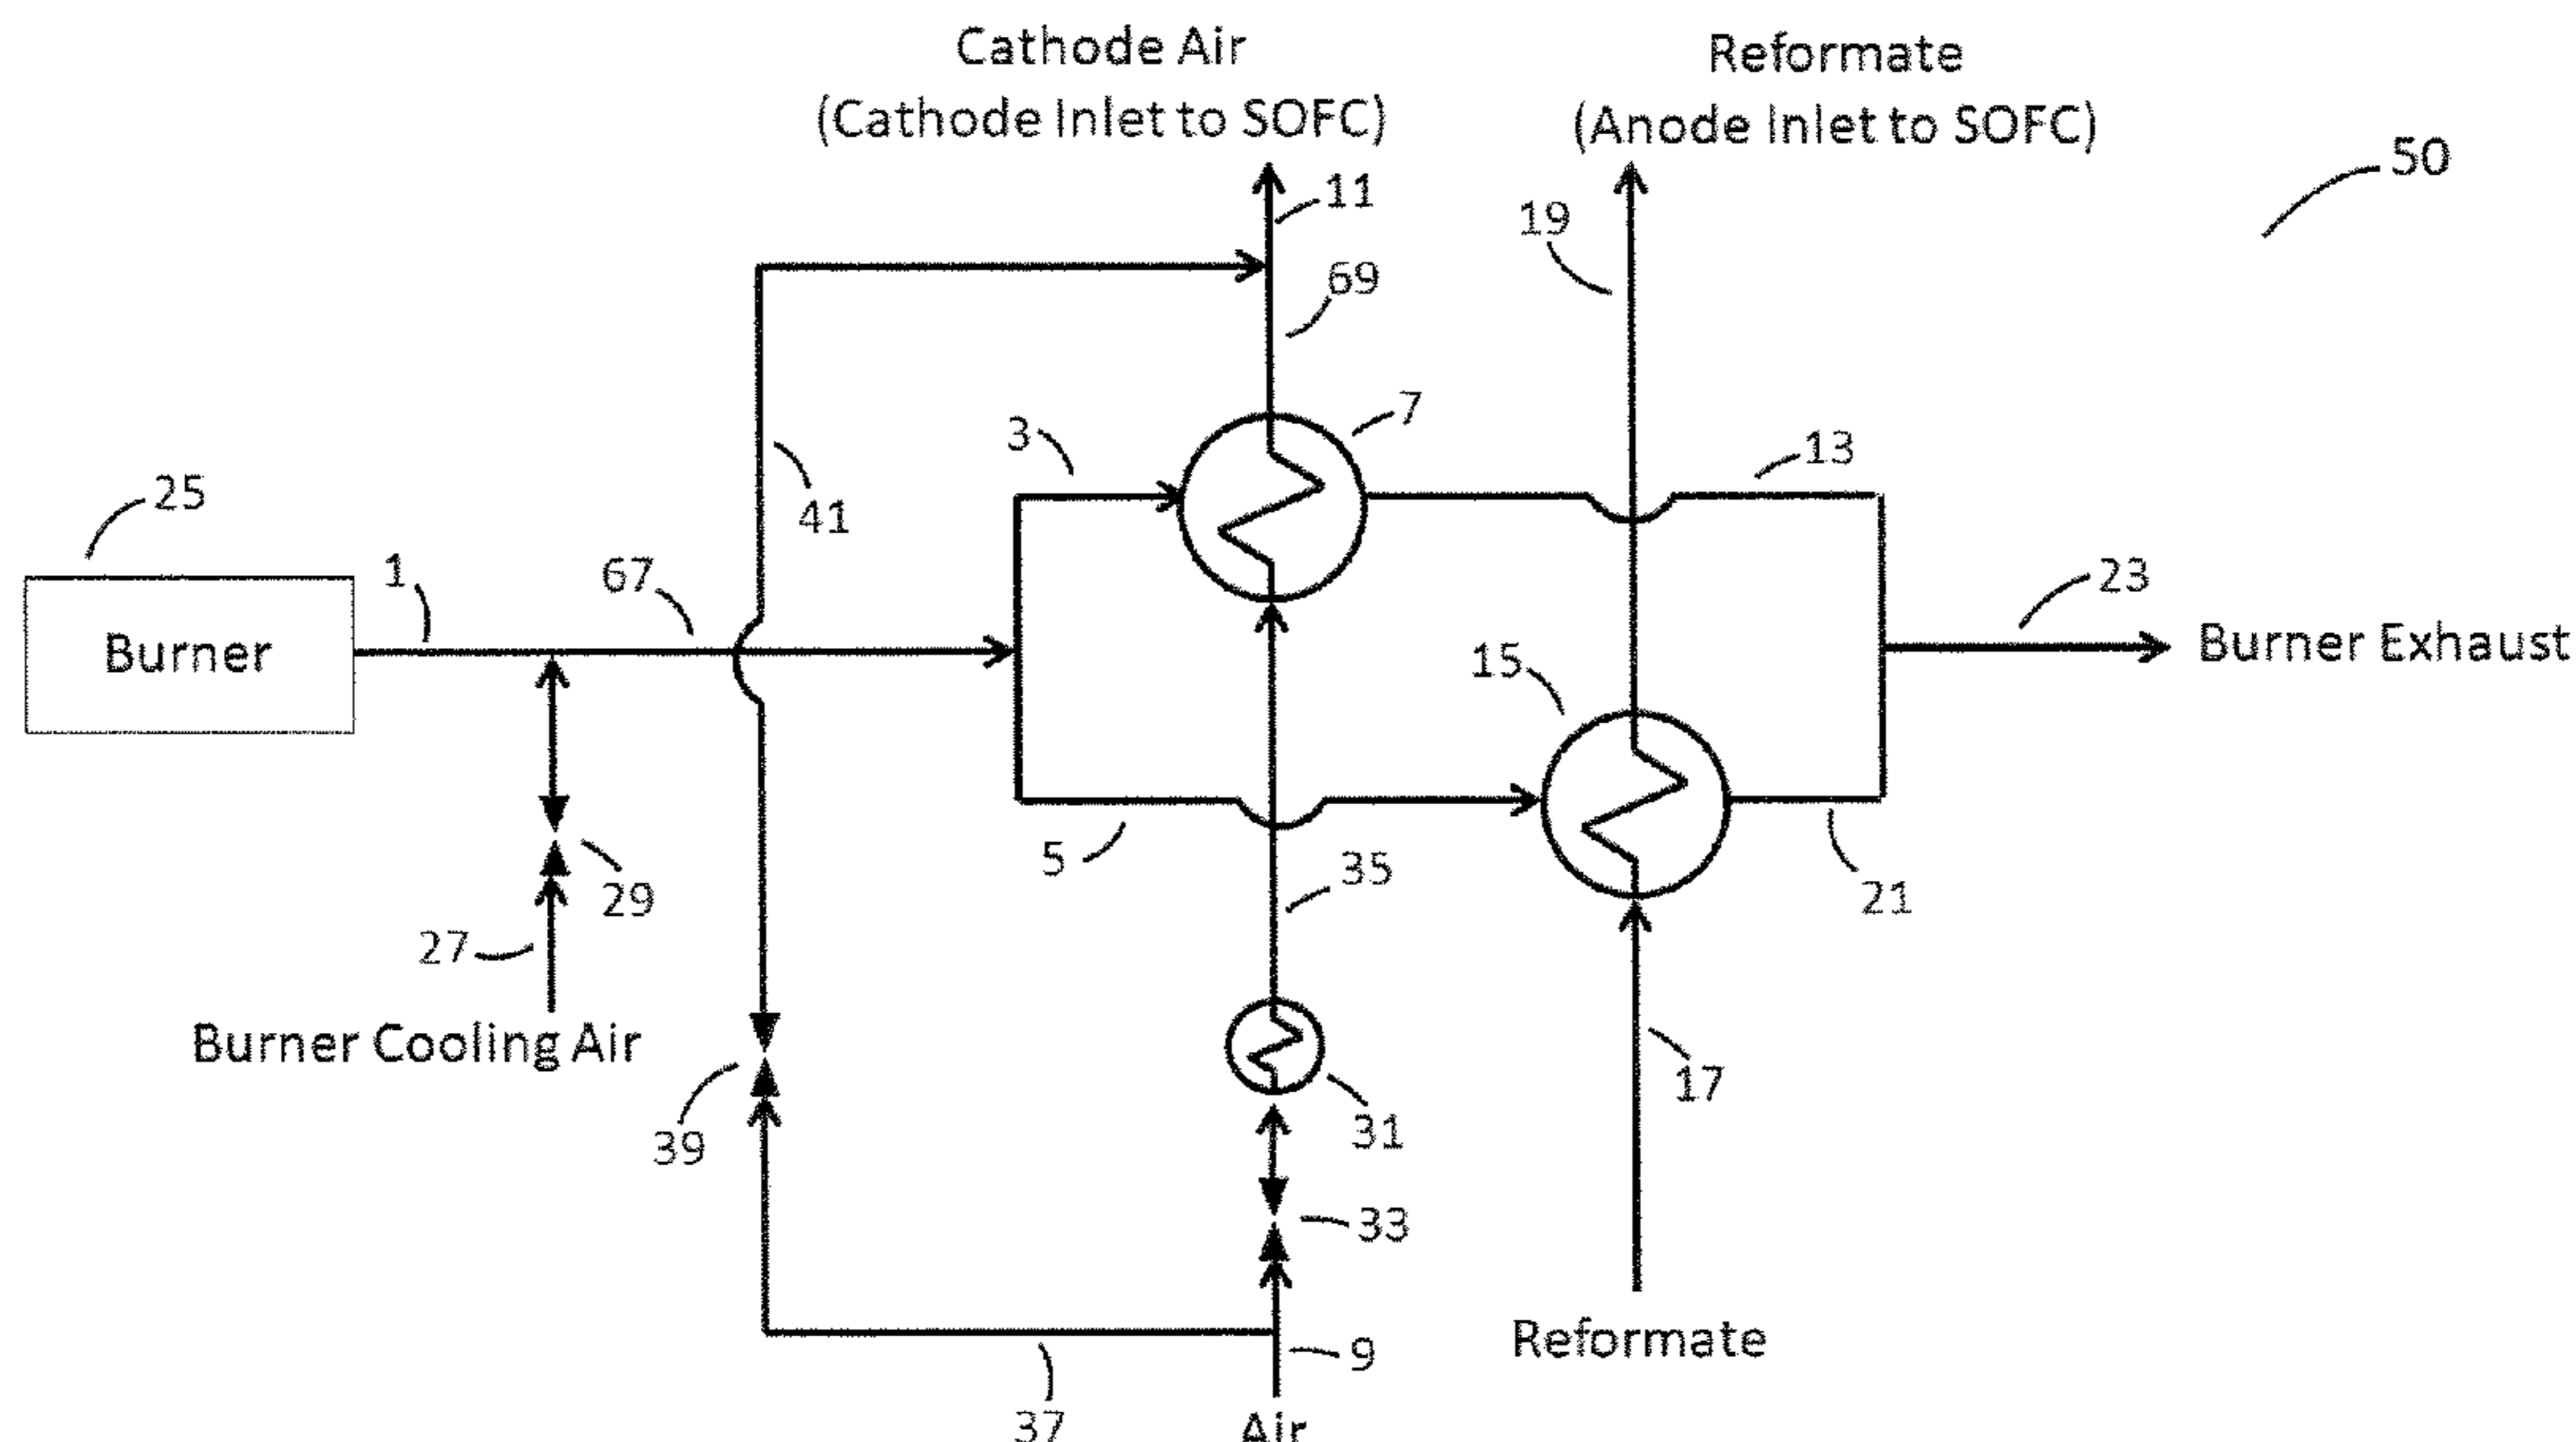 Cathode Air
(Cathode Inlet to SOFC)
Reformate
(Anode Inlet to SOFC)
50
11
19
69
7
3
13
25
41
1
67
23
Burner
Burner Exhaust
15
5
35
29
21
27
Burner Cooling Air
17
31
39
33
Reformate
9
37
Air